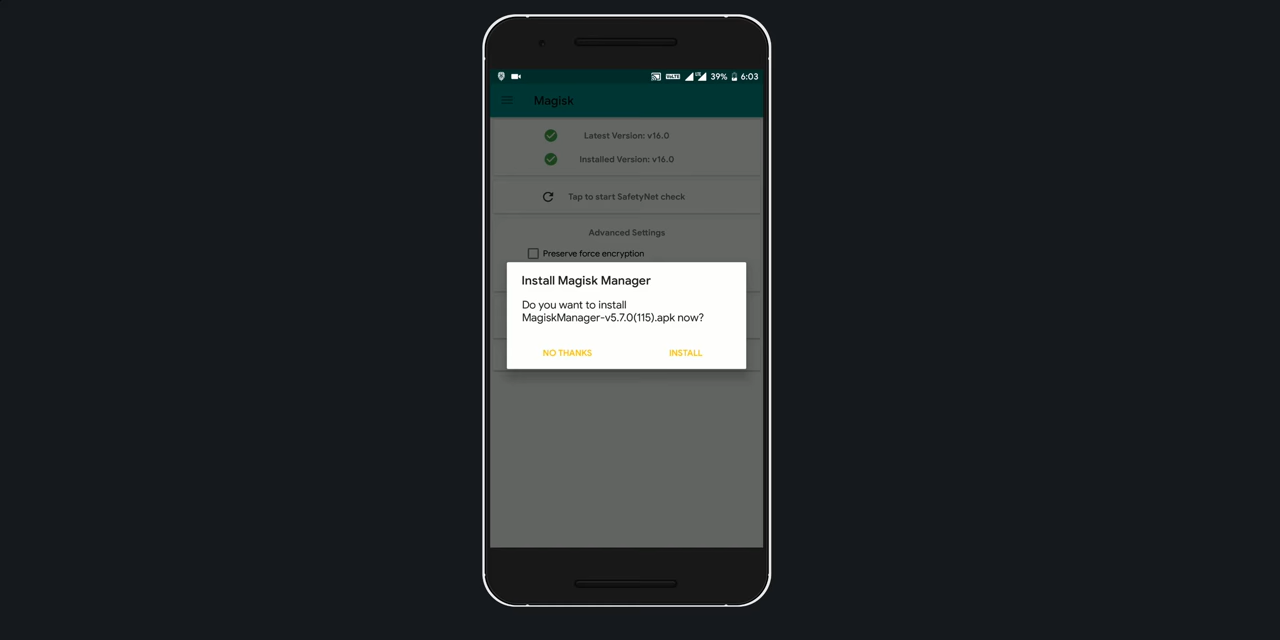 VoLTE 39% 6:03
Magisk
Latest Version: v16.0
Installed Version: v16.0
Tap to start SafetyNet check
Advanced Settings
Preserve force encryption
Install Magisk Manager
Do you want to install
MagiskManager-v5.7.0(115).apk now?
NO THANKS INSTALL